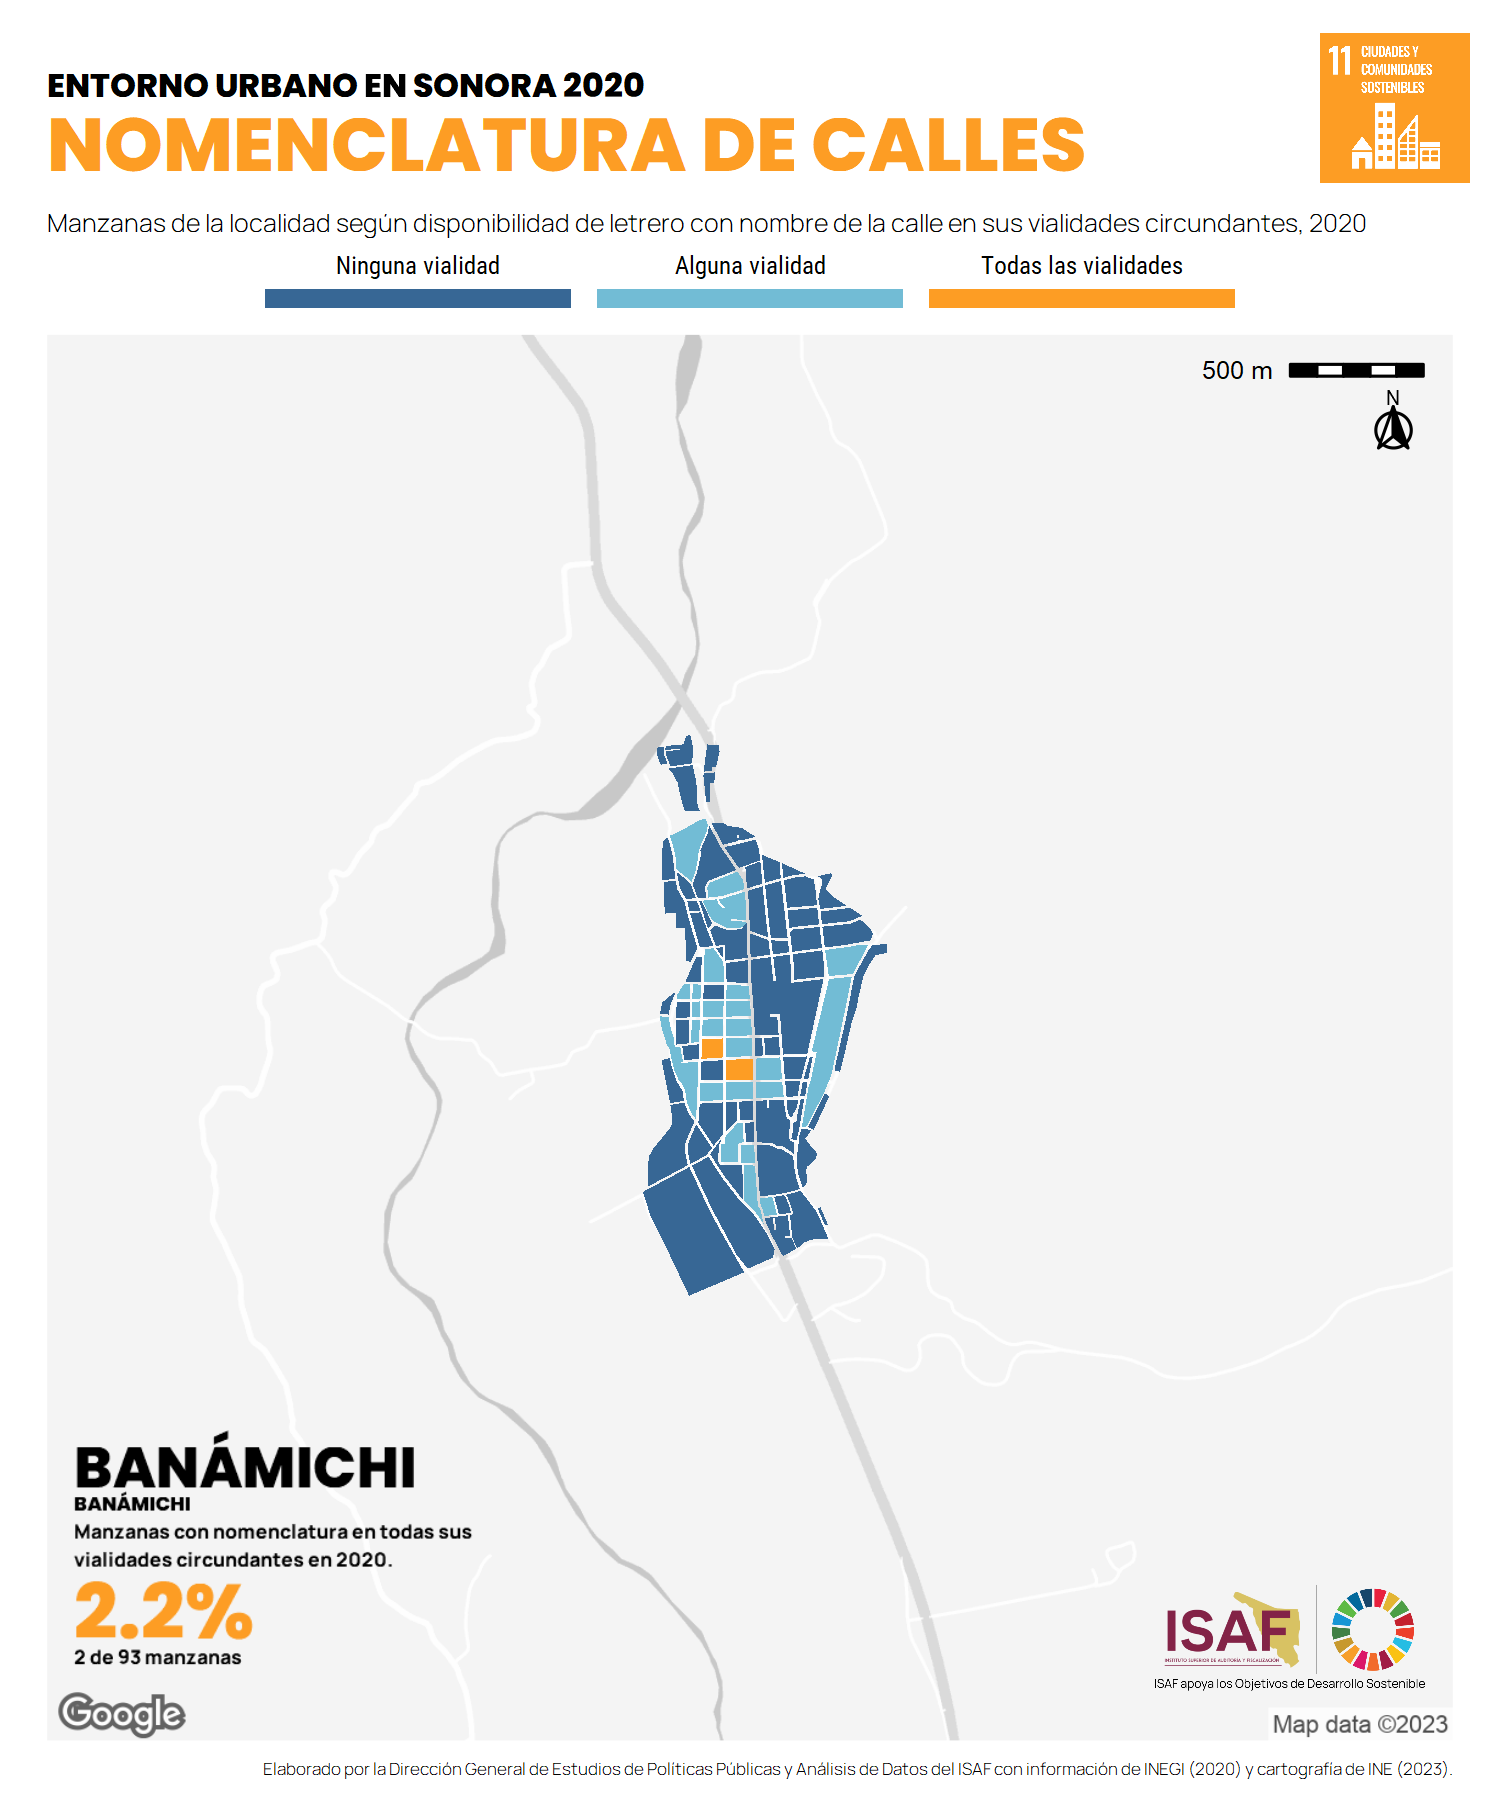 ENTORNO URBANO EN SONORA 2020
NOMENCLATURA DE CALLES
11 CIUDADES Y
COMUNIDADES
SOSTENIBLES
Manzanas de la localidad según disponibilidad de letrero con nombre de la calle en sus vialidades circundantes, 2020
Ninguna vialidad Alguna vialidad Todas las vialidades
500 m
N
BANÁMICHI
BANÁMICHI
Manzanas con nomenclatura en todas sus
vialidades circundantes en 2020.
2.2%
2 de 93 manzanas
ISAF
INSTITUTO SUPERIOR DE AUDITORÍA Y FISCALIZACIÓN
ISAF apoya los Objetivos de Desarrollo Sostenible
Google
Map data ©2023
Elaborado por la Dirección General de Estudios de Políticas Públicas y Análisis de Datos del ISAF con información de INEGI (2020) y cartografía de INE (2023).